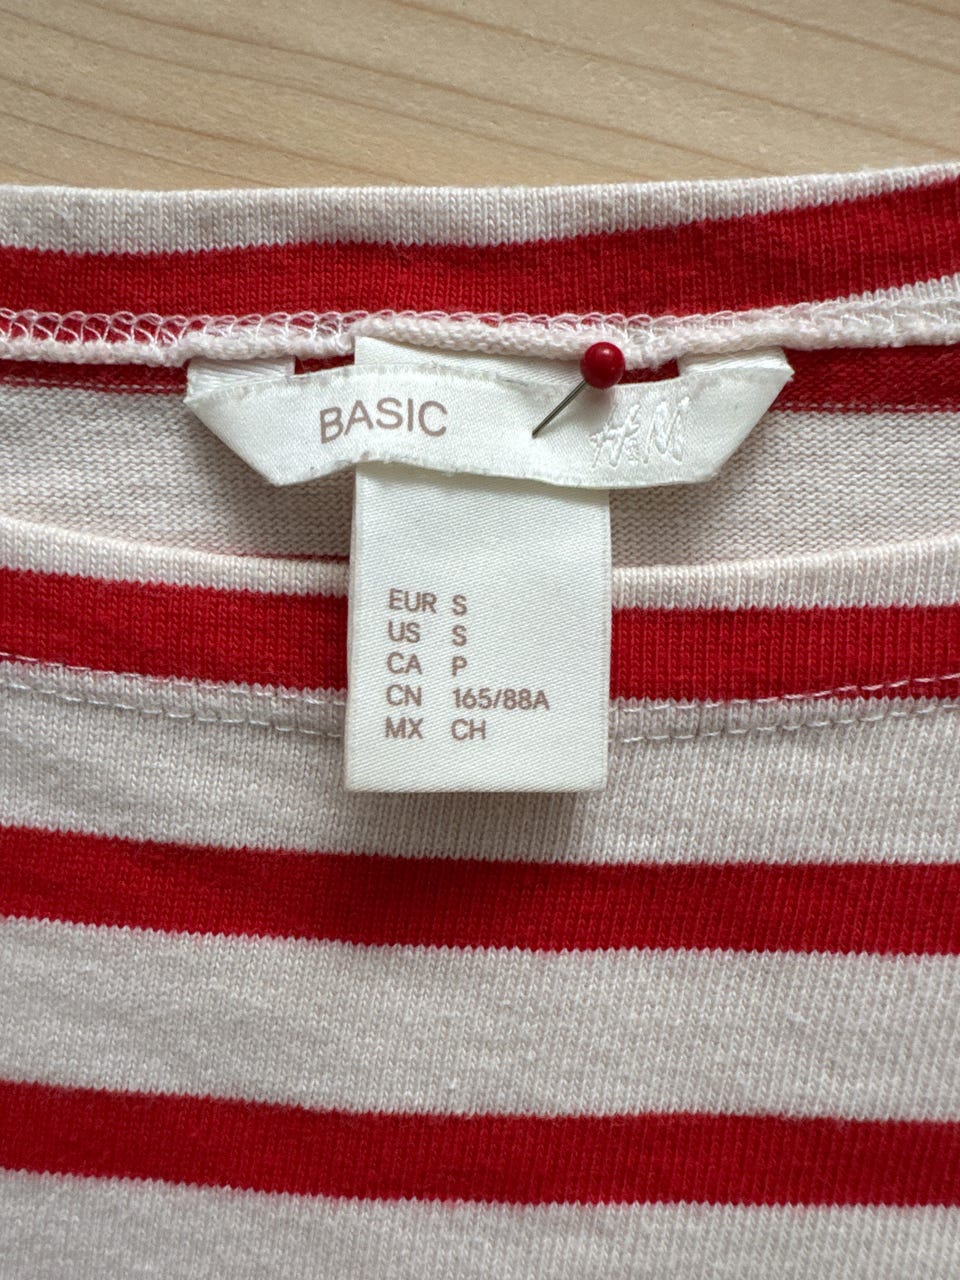 BASIC H&M
EUR S
US S
CA P
CN 165/88A
MX CH